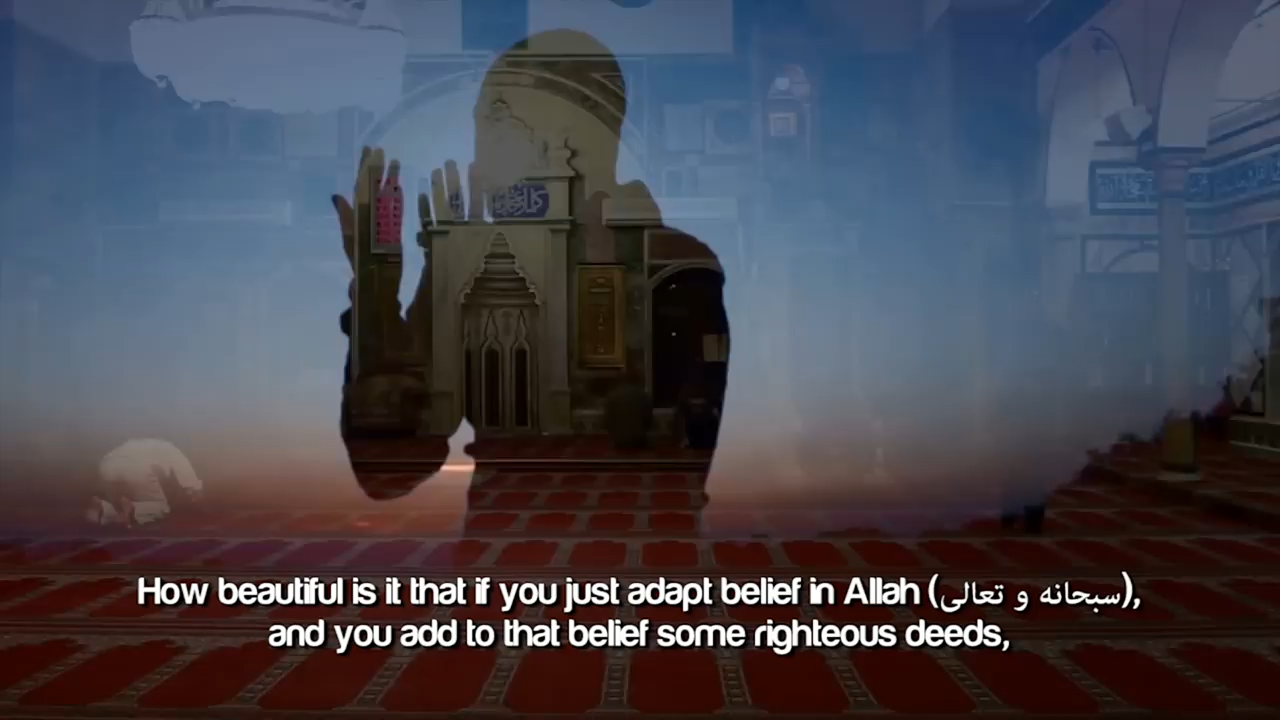 How beautiful is it that if you just adapt belief in Allah (سبحانه و تعالى),
and you add to that belief some righteous deeds,